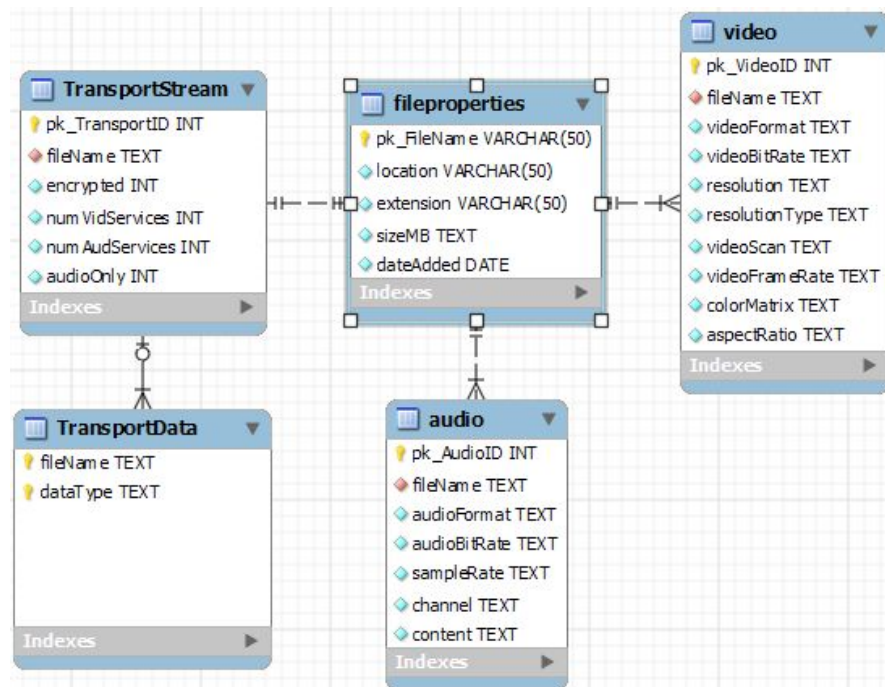 TransportStream
pk_TransportID INT
fileName TEXT
encrypted INT
numVidServices INT
numAudServices INT
audioOnly INT
Indexes
fileproperties
pk_FileName VARCHAR(50)
location VARCHAR(50)
extension VARCHAR(50)
sizeMB TEXT
dateAdded DATE
Indexes
video
pk_VideoID INT
fileName TEXT
videoFormat TEXT
videoBitRate TEXT
resolution TEXT
resolutionType TEXT
videoScan TEXT
videoFrameRate TEXT
colorMatrix TEXT
aspectRatio TEXT
Indexes
TransportData
fileName TEXT
dataType TEXT
Indexes
audio
pk_AudioID INT
fileName TEXT
audioFormat TEXT
audioBitRate TEXT
sampleRate TEXT
channel TEXT
content TEXT
Indexes